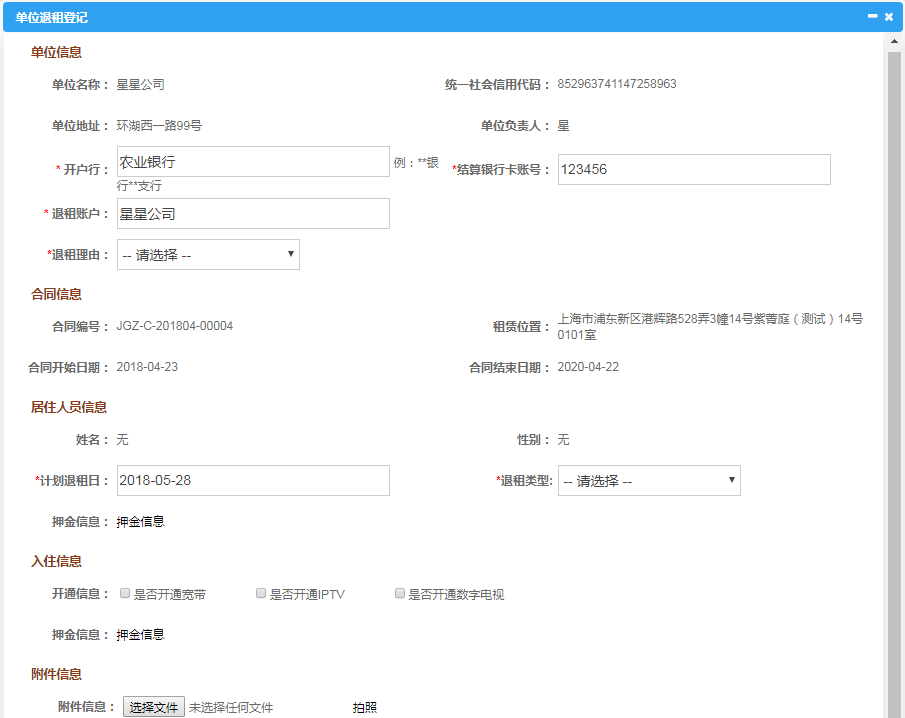 单位退租登记
单位信息
单位名称： 星星公司 统一社会信用代码： 852963741147258963
单位地址： 环湖西一路99号 单位负责人： 星
* 开户行： 农业银行 例：**银行**支行 *结算银行卡账号： 123456
* 退租账户： 星星公司
*退租理由： -- 请选择 --
合同信息
合同编号： JGZ-C-201804-00004 租赁位置： 上海市浦东新区港辉路528弄3幢14号紫萼庭（测试）14号
0101室
合同开始日期： 2018-04-23 合同结束日期： 2020-04-22
居住人员信息
姓名： 无 性别： 无
*计划退租日： 2018-05-28 *退租类型: -- 请选择 --
押金信息： 押金信息
入住信息
开通信息： 是否开通宽带 是否开通IPTV 是否开通数字电视
押金信息： 押金信息
附件信息
附件信息： 选择文件 未选择任何文件 拍照